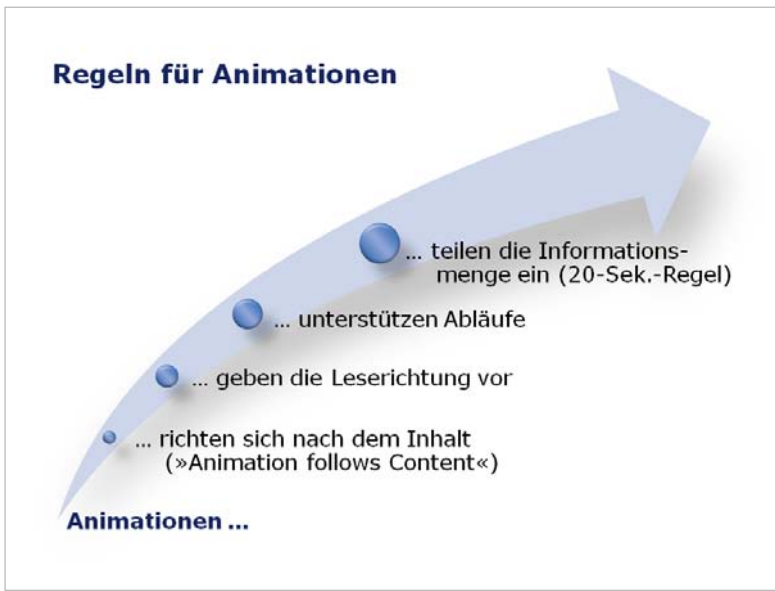 Regeln für Animationen
... teilen die Informations-
menge ein (20-Sek.-Regel)
... unterstützen Abläufe
... geben die Leserichtung vor
... richten sich nach dem Inhalt
(»Animation follows Content«)
Animationen ...